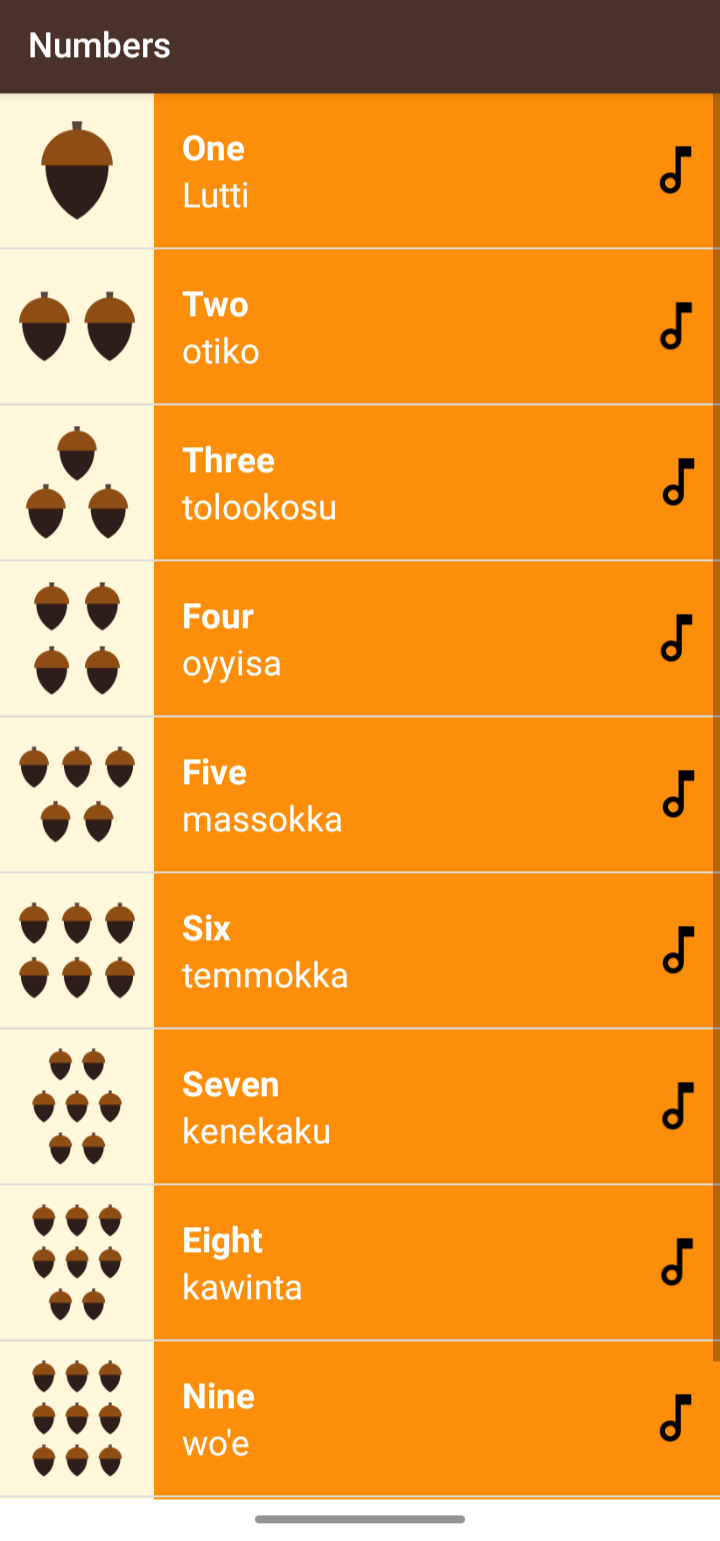 Numbers
One
Lutti
Two
otiko
Three
tolookosu
Four
oyyisa
Five
massokka
Six
temmokka
Seven
kenekaku
Eight
kawinta
Nine
wo'e